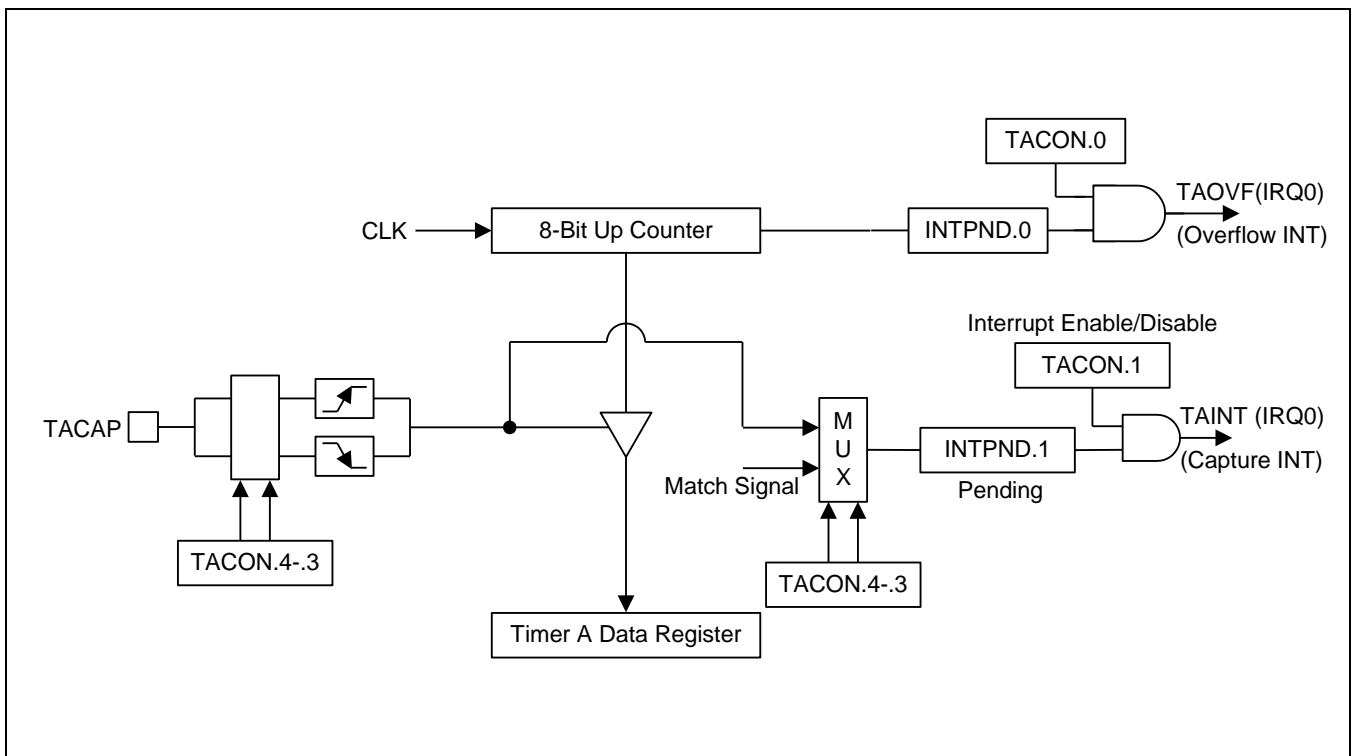 TACON.0
TAOVF(IRQ0)
CLK
8-Bit Up Counter
INTPND.0
(Overflow INT)
Interrupt Enable/Disable
TACON.1
TACAP
M
U
X
INTPND.1
TAINT (IRQ0)
(Capture INT)
Match Signal
Pending
TACON.4-.3
TACON.4-.3
Timer A Data Register